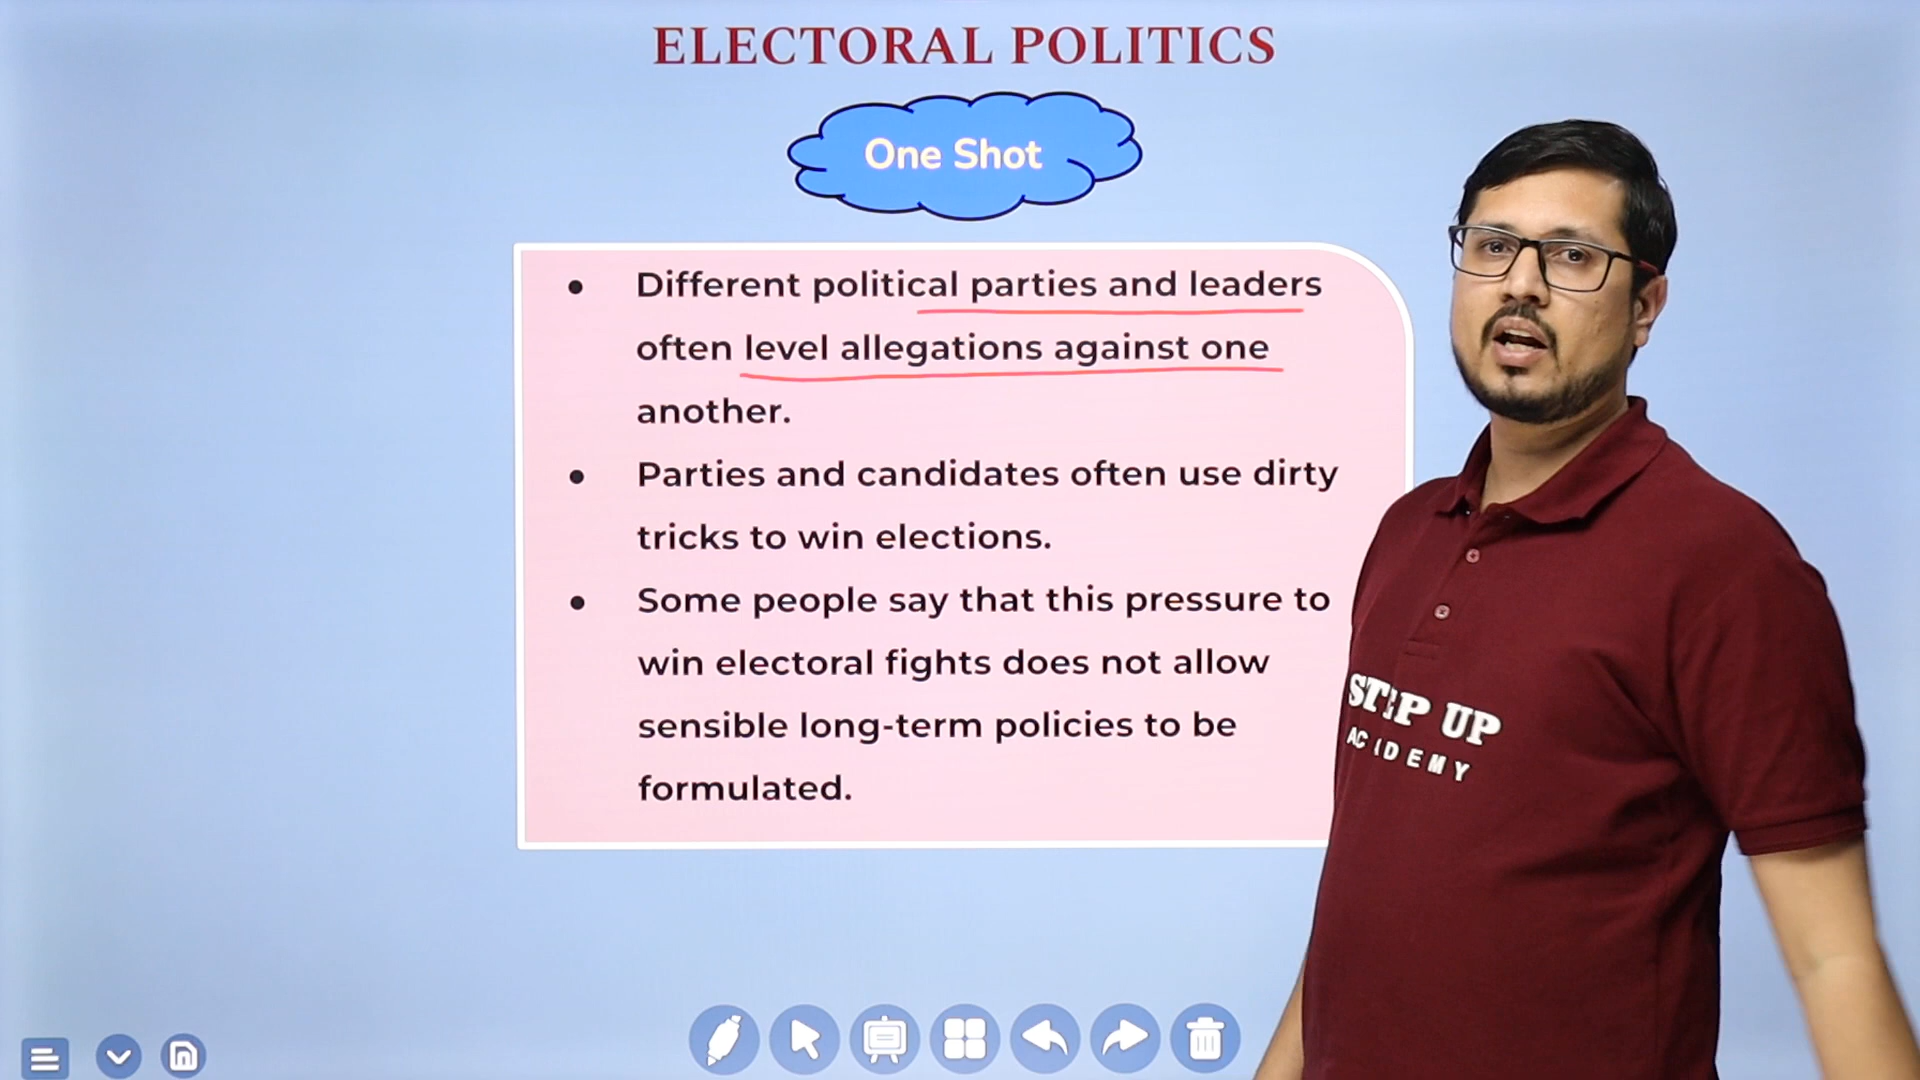 ELECTORAL POLITICS
One Shot
• Different political parties and leaders
often level allegations against one
another.
• Parties and candidates often use dirty
tricks to win elections.
• Some people say that this pressure to
win electoral fights does not allow
sensible long-term policies to be
formulated.
STEP UP
ACADEMY